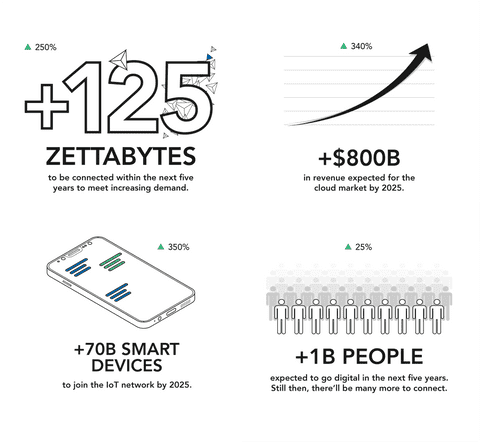 ▲ 250%
+125
ZETTABYTES
to be connected within the next five
years to meet increasing demand.
▲ 340%
+$800B
in revenue expected for the
cloud market by 2025.
▲ 350%
+70B SMART
DEVICES
to join the IoT network by 2025.
▲ 25%
+1B PEOPLE
expected to go digital in the next five years.
Still then, there'll be many more to connect.